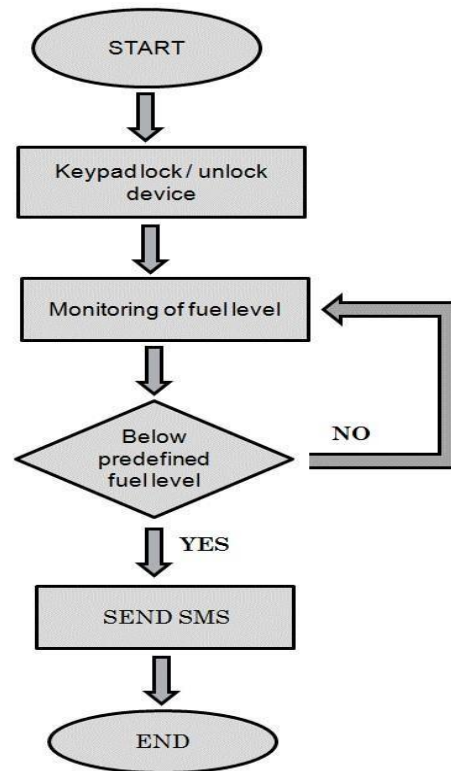 START
Keypad lock / unlock
device
Monitoring of fuel level
Below
predefined
fuel level
NO
YES
SEND SMS
END